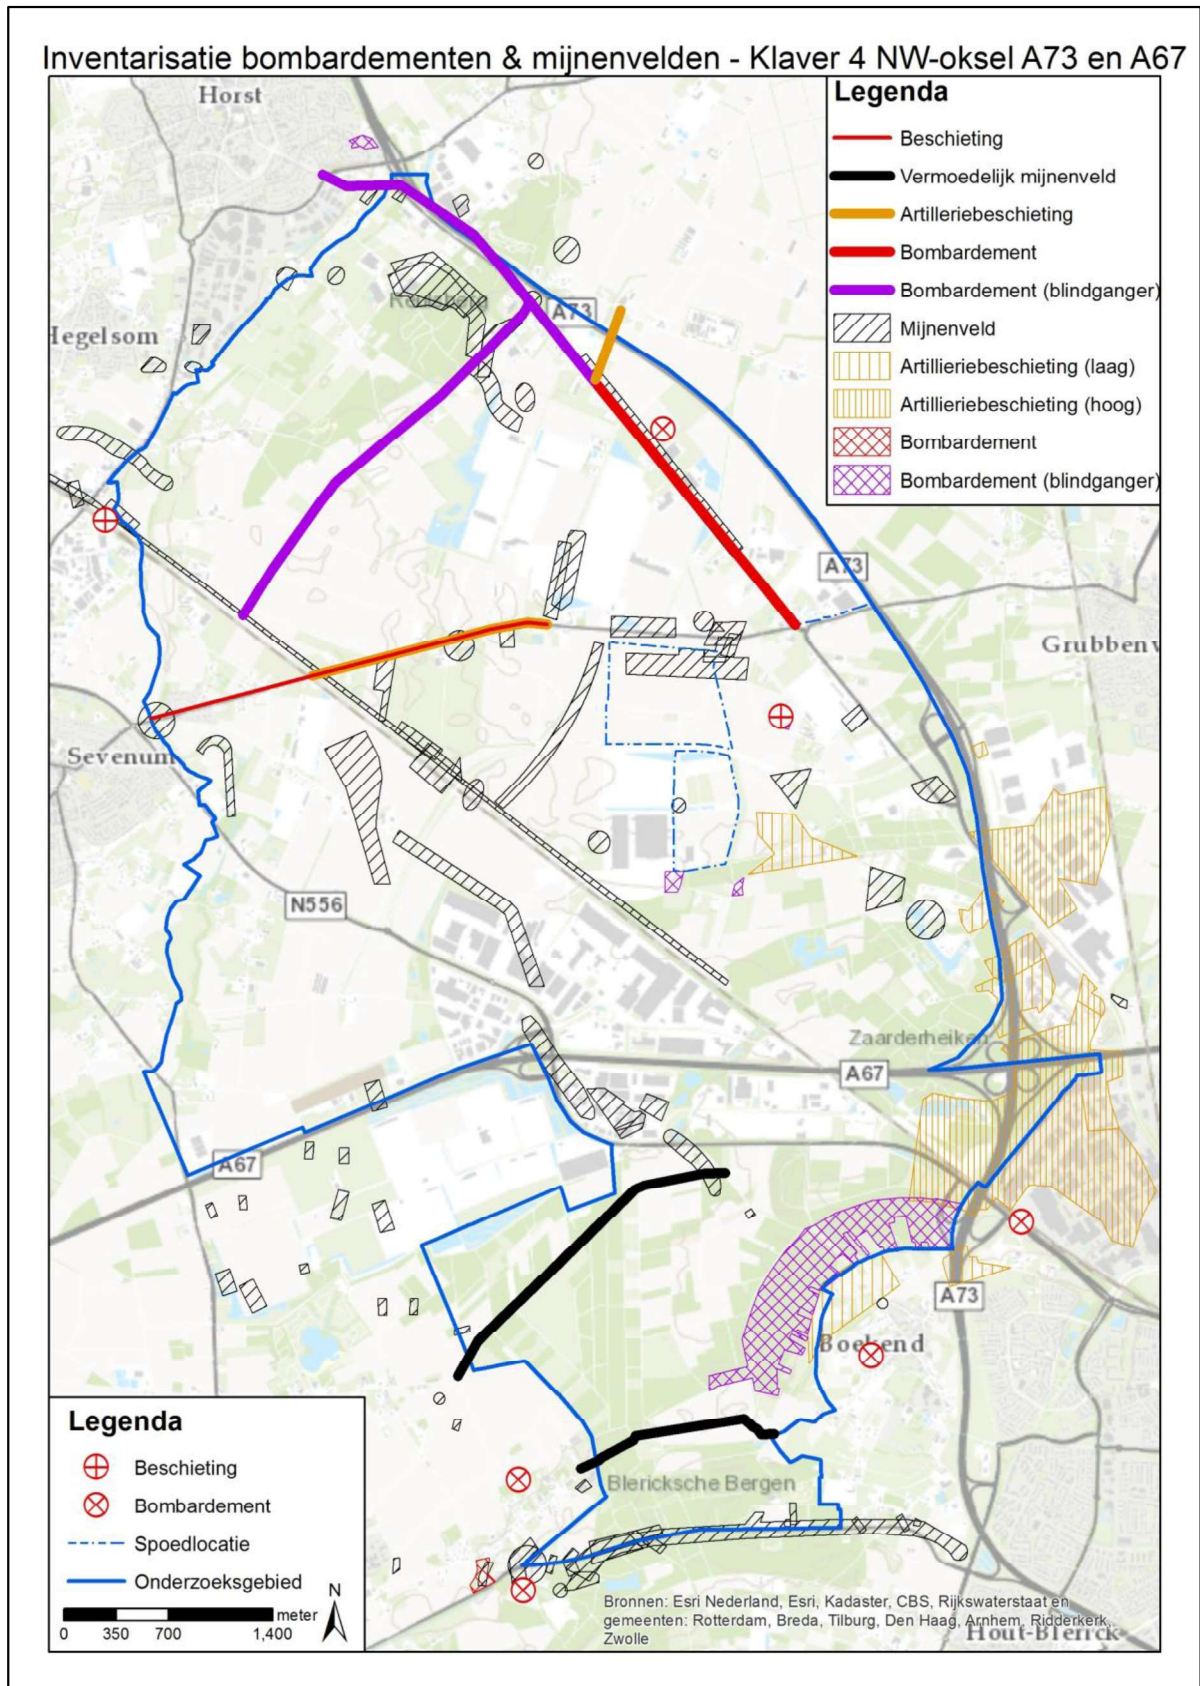 Inventarisatie bombardementen & mijnenvelden - Klaver 4 NW-oksel A73 en A67
Horst
Legenda
Beschieting
Vermoedelijk mijnenveld
Artilleriebeschieting
Bombardement
Bombardement (blindganger)
Mijnenveld
Artillieriebeschieting (laag)
Artillieriebeschieting (hoog)
Bombardement
Bombardement (blindganger)
A73
Hegelsom
A73
Grubbenv
Sevenum
N556
Zaarderheiken
A67
A67
A73
Boekend
Blericksche Bergen
Legenda
Beschieting
Bombardement
Spoedlocatie
Onderzoeksgebied
N
meter
0 350 700 1,400
Bronnen: Esri Nederland, Esri, Kadaster, CBS, Rijkswaterstaat en
gemeenten: Rotterdam, Breda, Tilburg, Den Haag, Arnhem, Ridderkerk,
Zwolle
Hout-Blerick